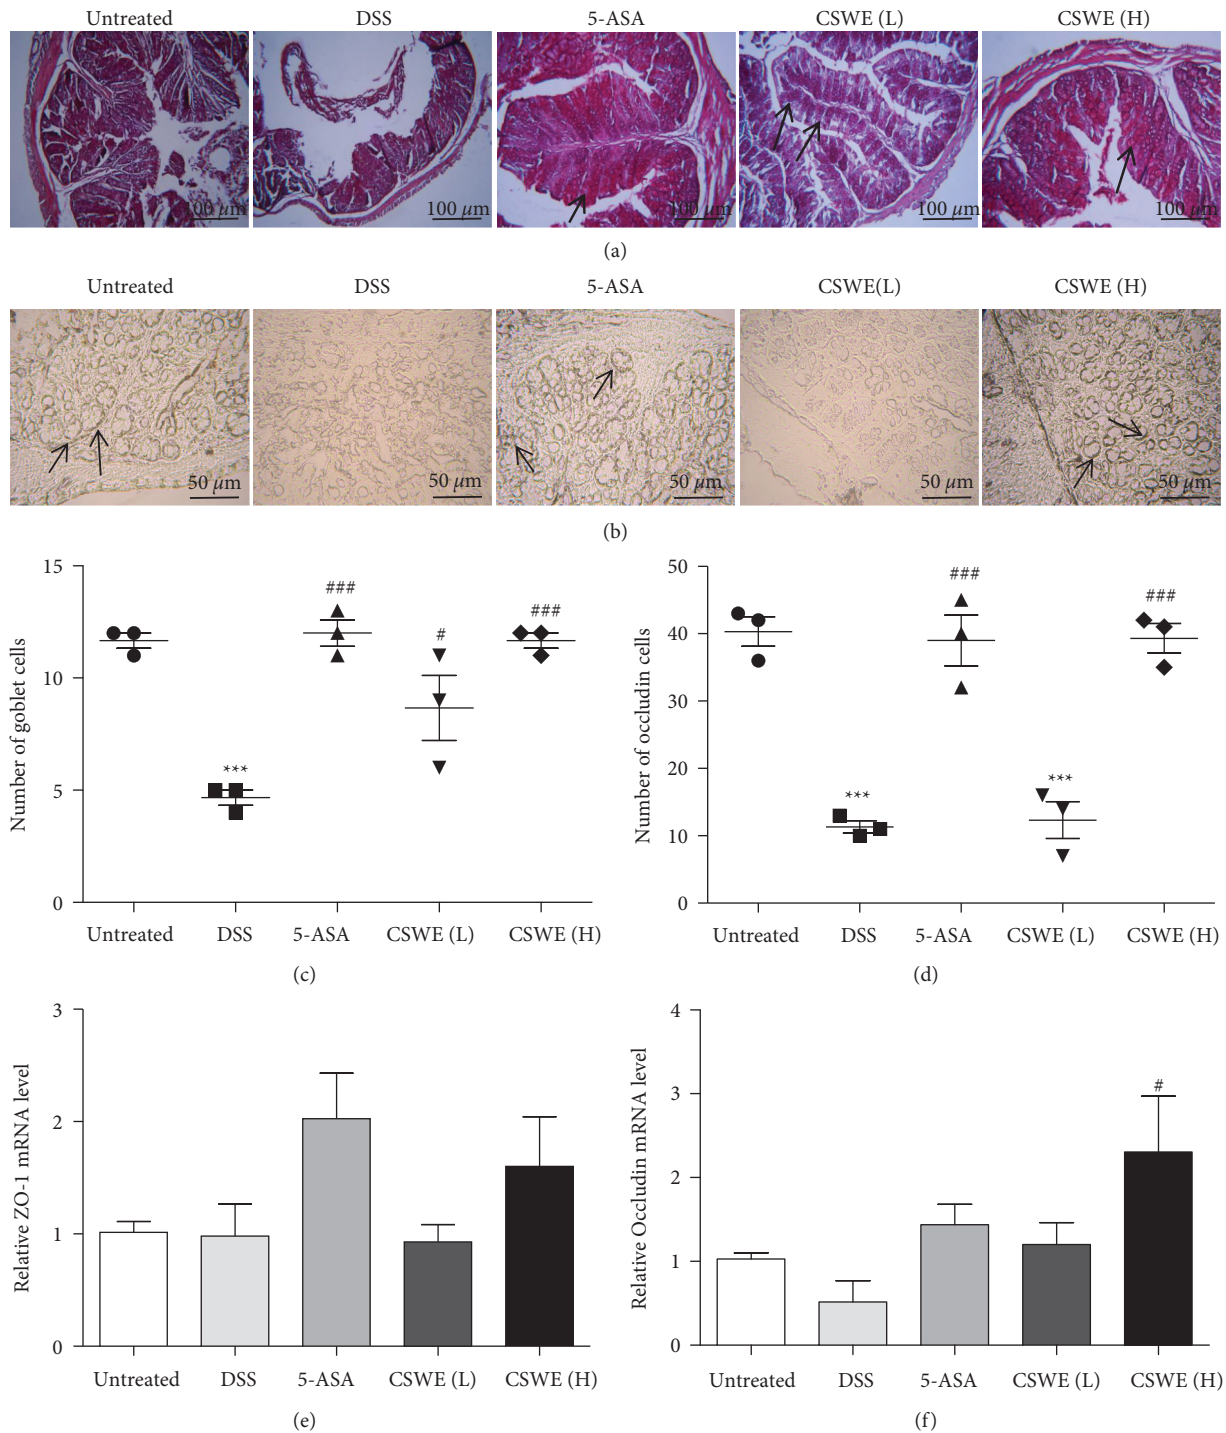 Untreated DSS 5-ASA CSWE (L) CSWE (H)
100 µm 100 µm 100 µm 100 µm 100 µm
(a)
Untreated DSS 5-ASA CSWE(L) CSWE (H)
50 µm 50 µm 50 µm 50 µm 50 µm
(b)
Number of goblet cells
15
10
5
0
***
###
#
###
Untreated DSS 5-ASA CSWE (L) CSWE (H)
(c)
Number of occludin cells
50
40
30
20
10
0
***
###
***
###
Untreated DSS 5-ASA CSWE (L) CSWE (H)
(d)
Relative ZO-1 mRNA level
3
2
1
0
Untreated DSS 5-ASA CSWE (L) CSWE (H)
(e)
Relative Occludin mRNA level
4
3
2
1
0
#
Untreated DSS 5-ASA CSWE (L) CSWE (H)
(f)